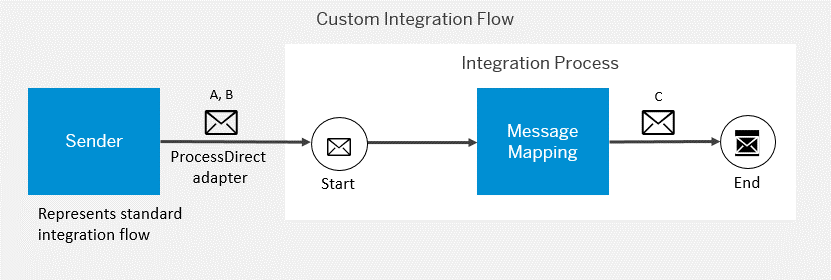 Custom Integration Flow
Integration Process
A, B
C
Sender
Message
Mapping
ProcessDirect
adapter
Start
End
Represents standard
integration flow